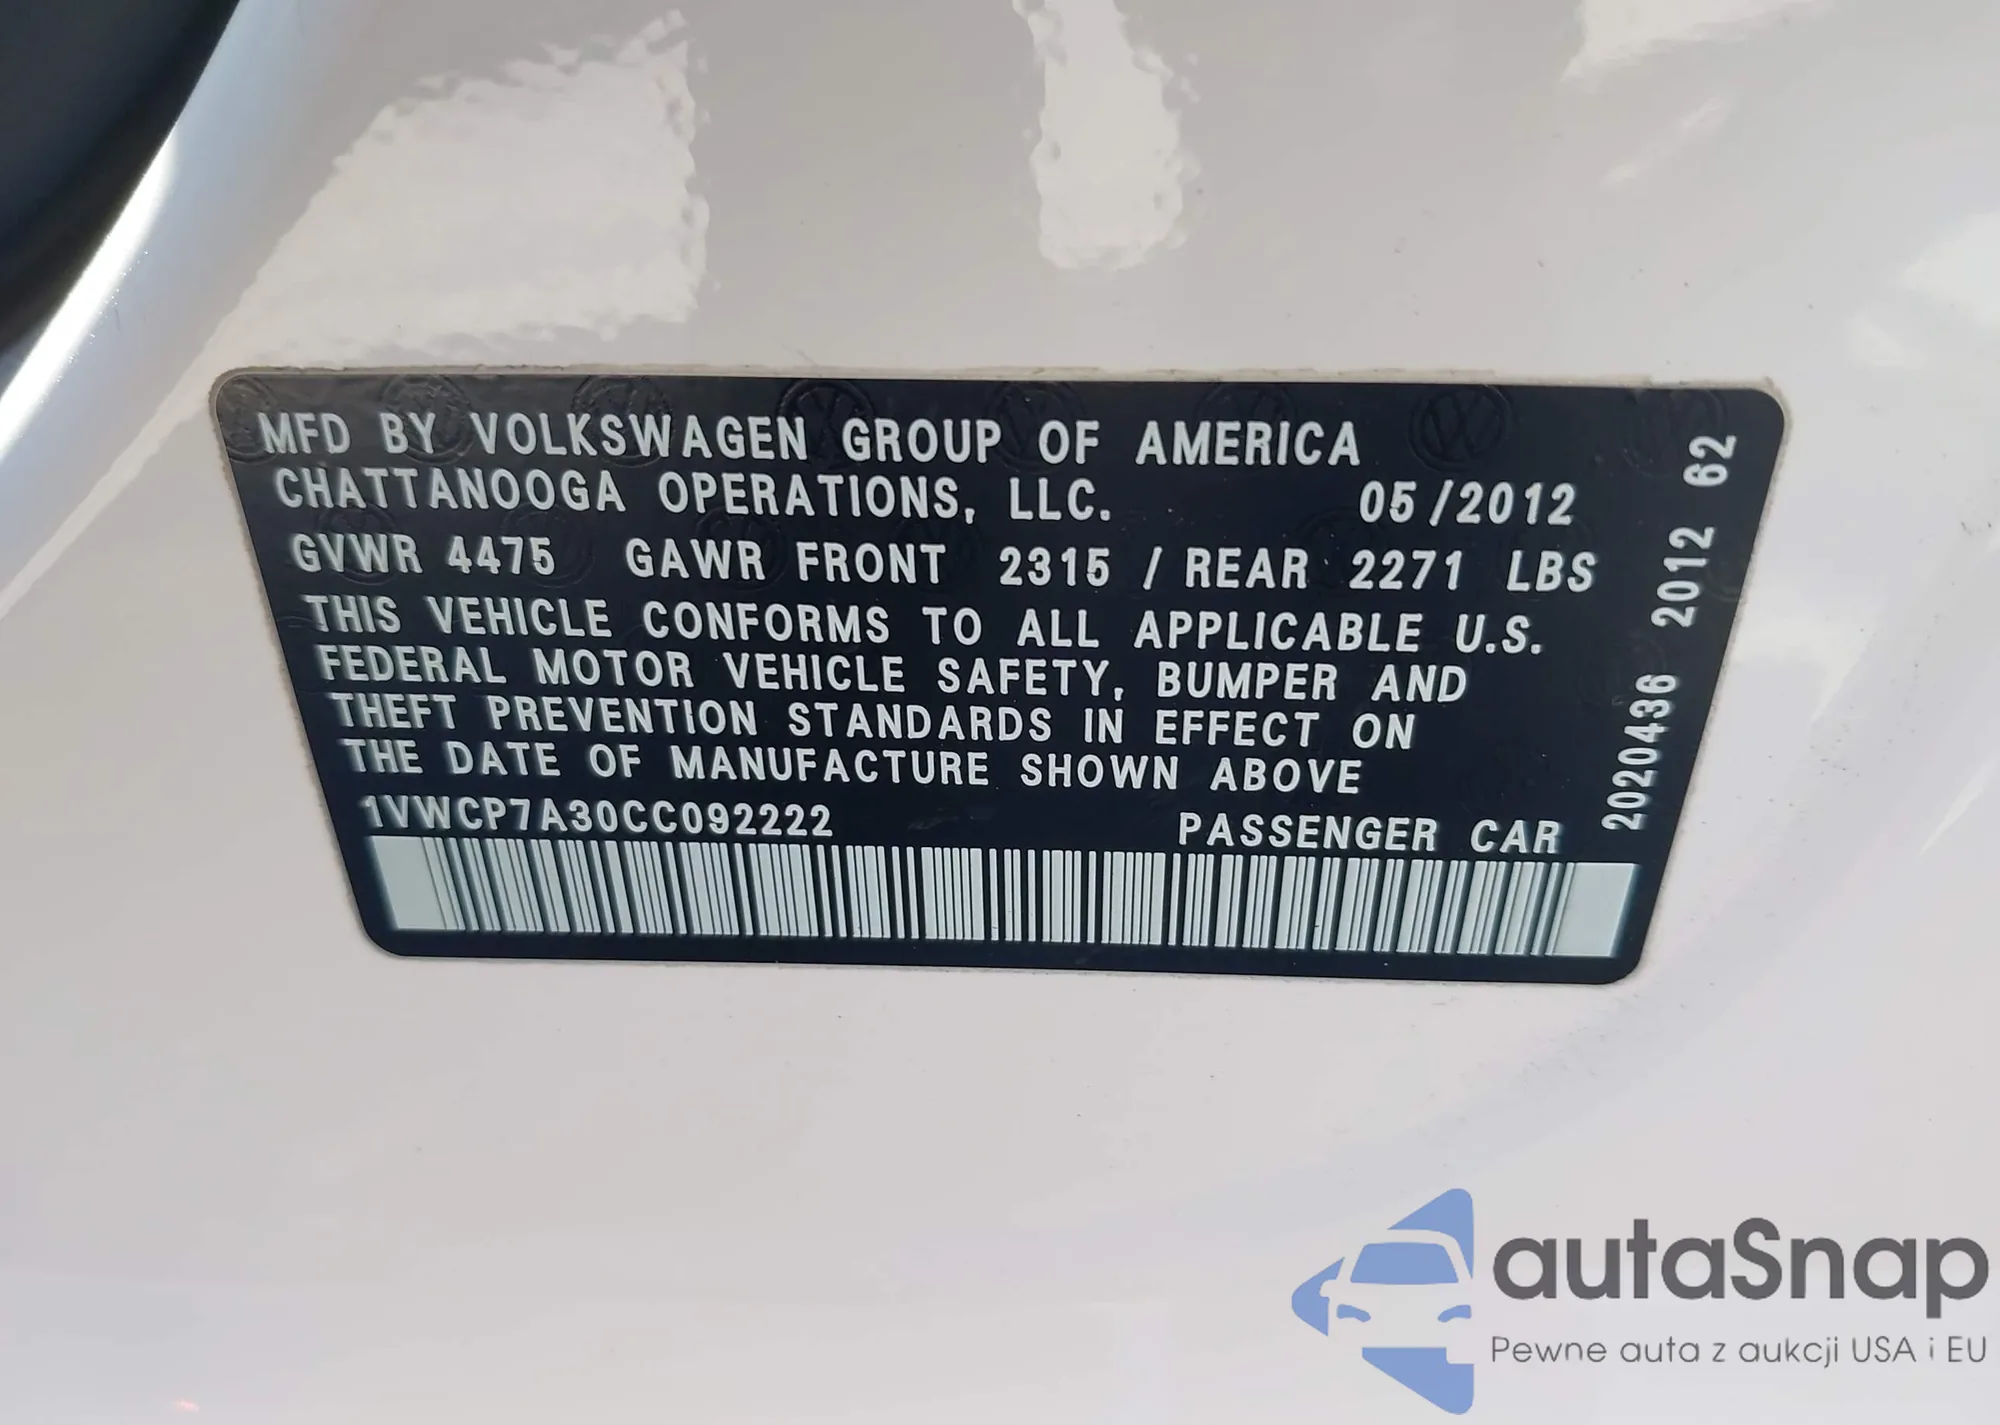 MFD BY VOLKSWAGEN GROUP OF AMERICA
CHATTANOOGA OPERATIONS, LLC. 05/2012
GVWR 4475 GAWR FRONT 2315 / REAR 2271 LBS
THIS VEHICLE CONFORMS TO ALL APPLICABLE U.S.
FEDERAL MOTOR VEHICLE SAFETY, BUMPER AND
THEFT PREVENTION STANDARDS IN EFFECT ON
THE DATE OF MANUFACTURE SHOWN ABOVE
1VWCP7A30CC092222 PASSENGER CAR
2020436 2012 62
autaSnap
Pewne auta z aukcji USA i EU